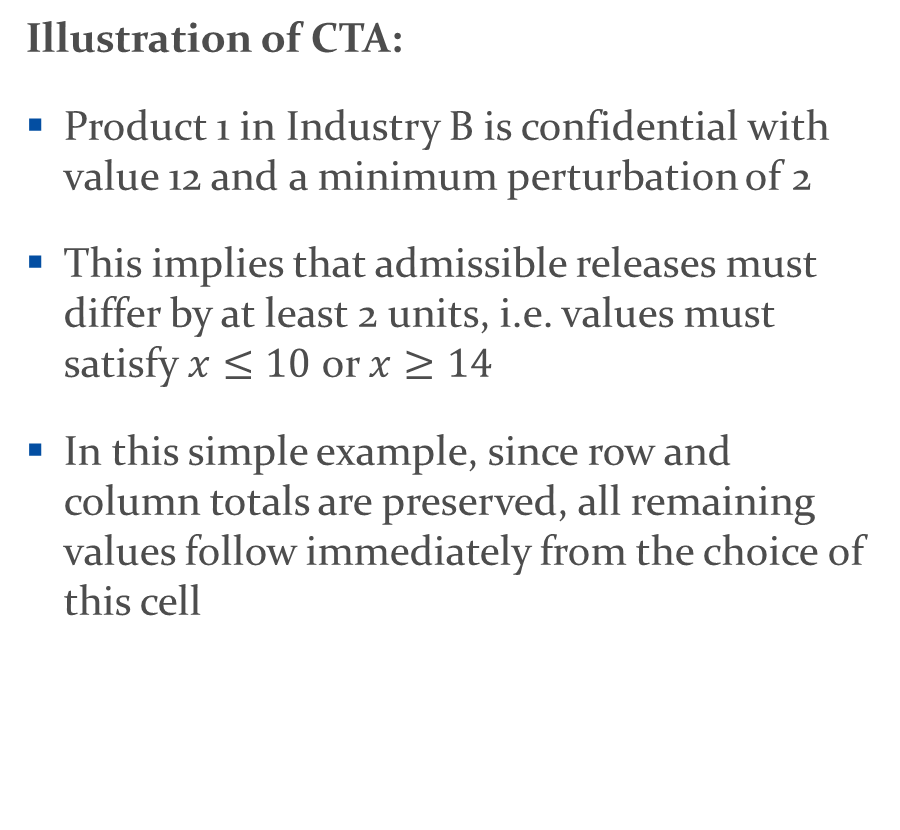 Illustration of CTA:
▪ Product 1 in Industry B is confidential with
value 12 and a minimum perturbation of 2
▪ This implies that admissible releases must
differ by at least 2 units, i.e. values must
satisfy x ≤ 10 or x ≥ 14
▪ In this simple example, since row and
column totals are preserved, all remaining
values follow immediately from the choice of
this cell